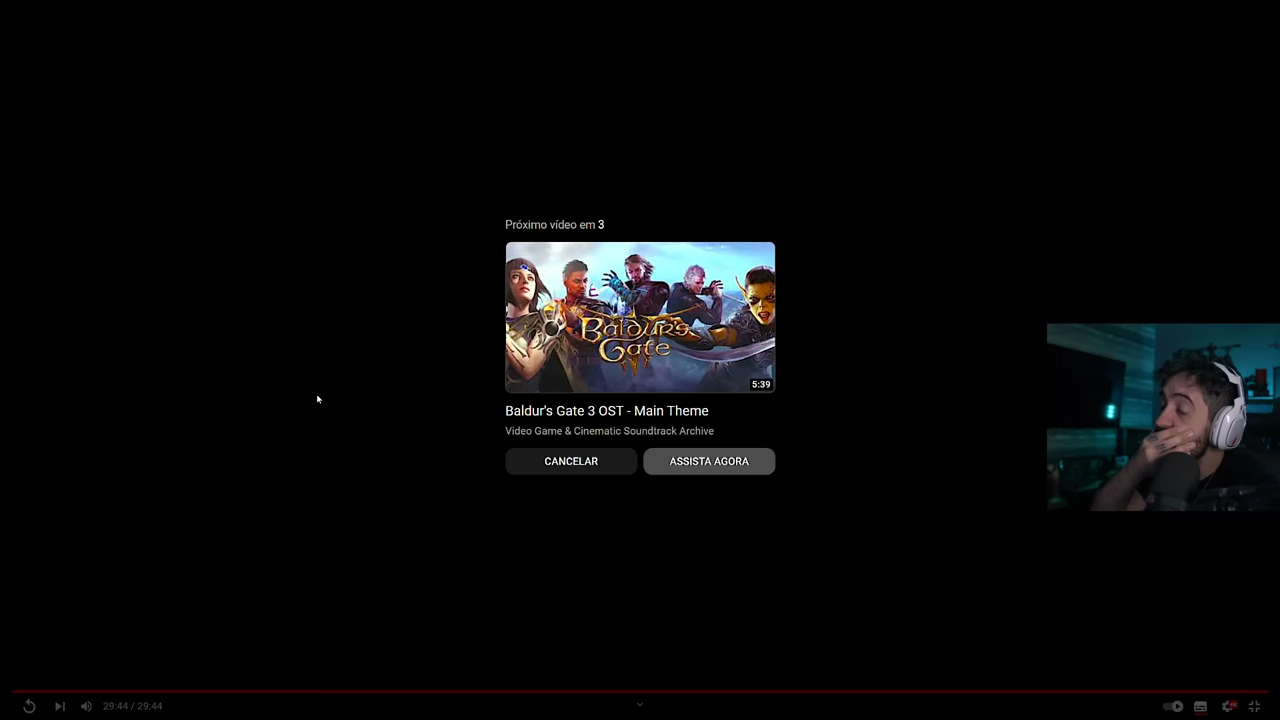 Próximo vídeo em 3
Baldur's
Gate
5:39
Baldur's Gate 3 OST - Main Theme
Video Game & Cinematic Soundtrack Archive
CANCELAR
ASSISTA AGORA
29:44 / 29:44